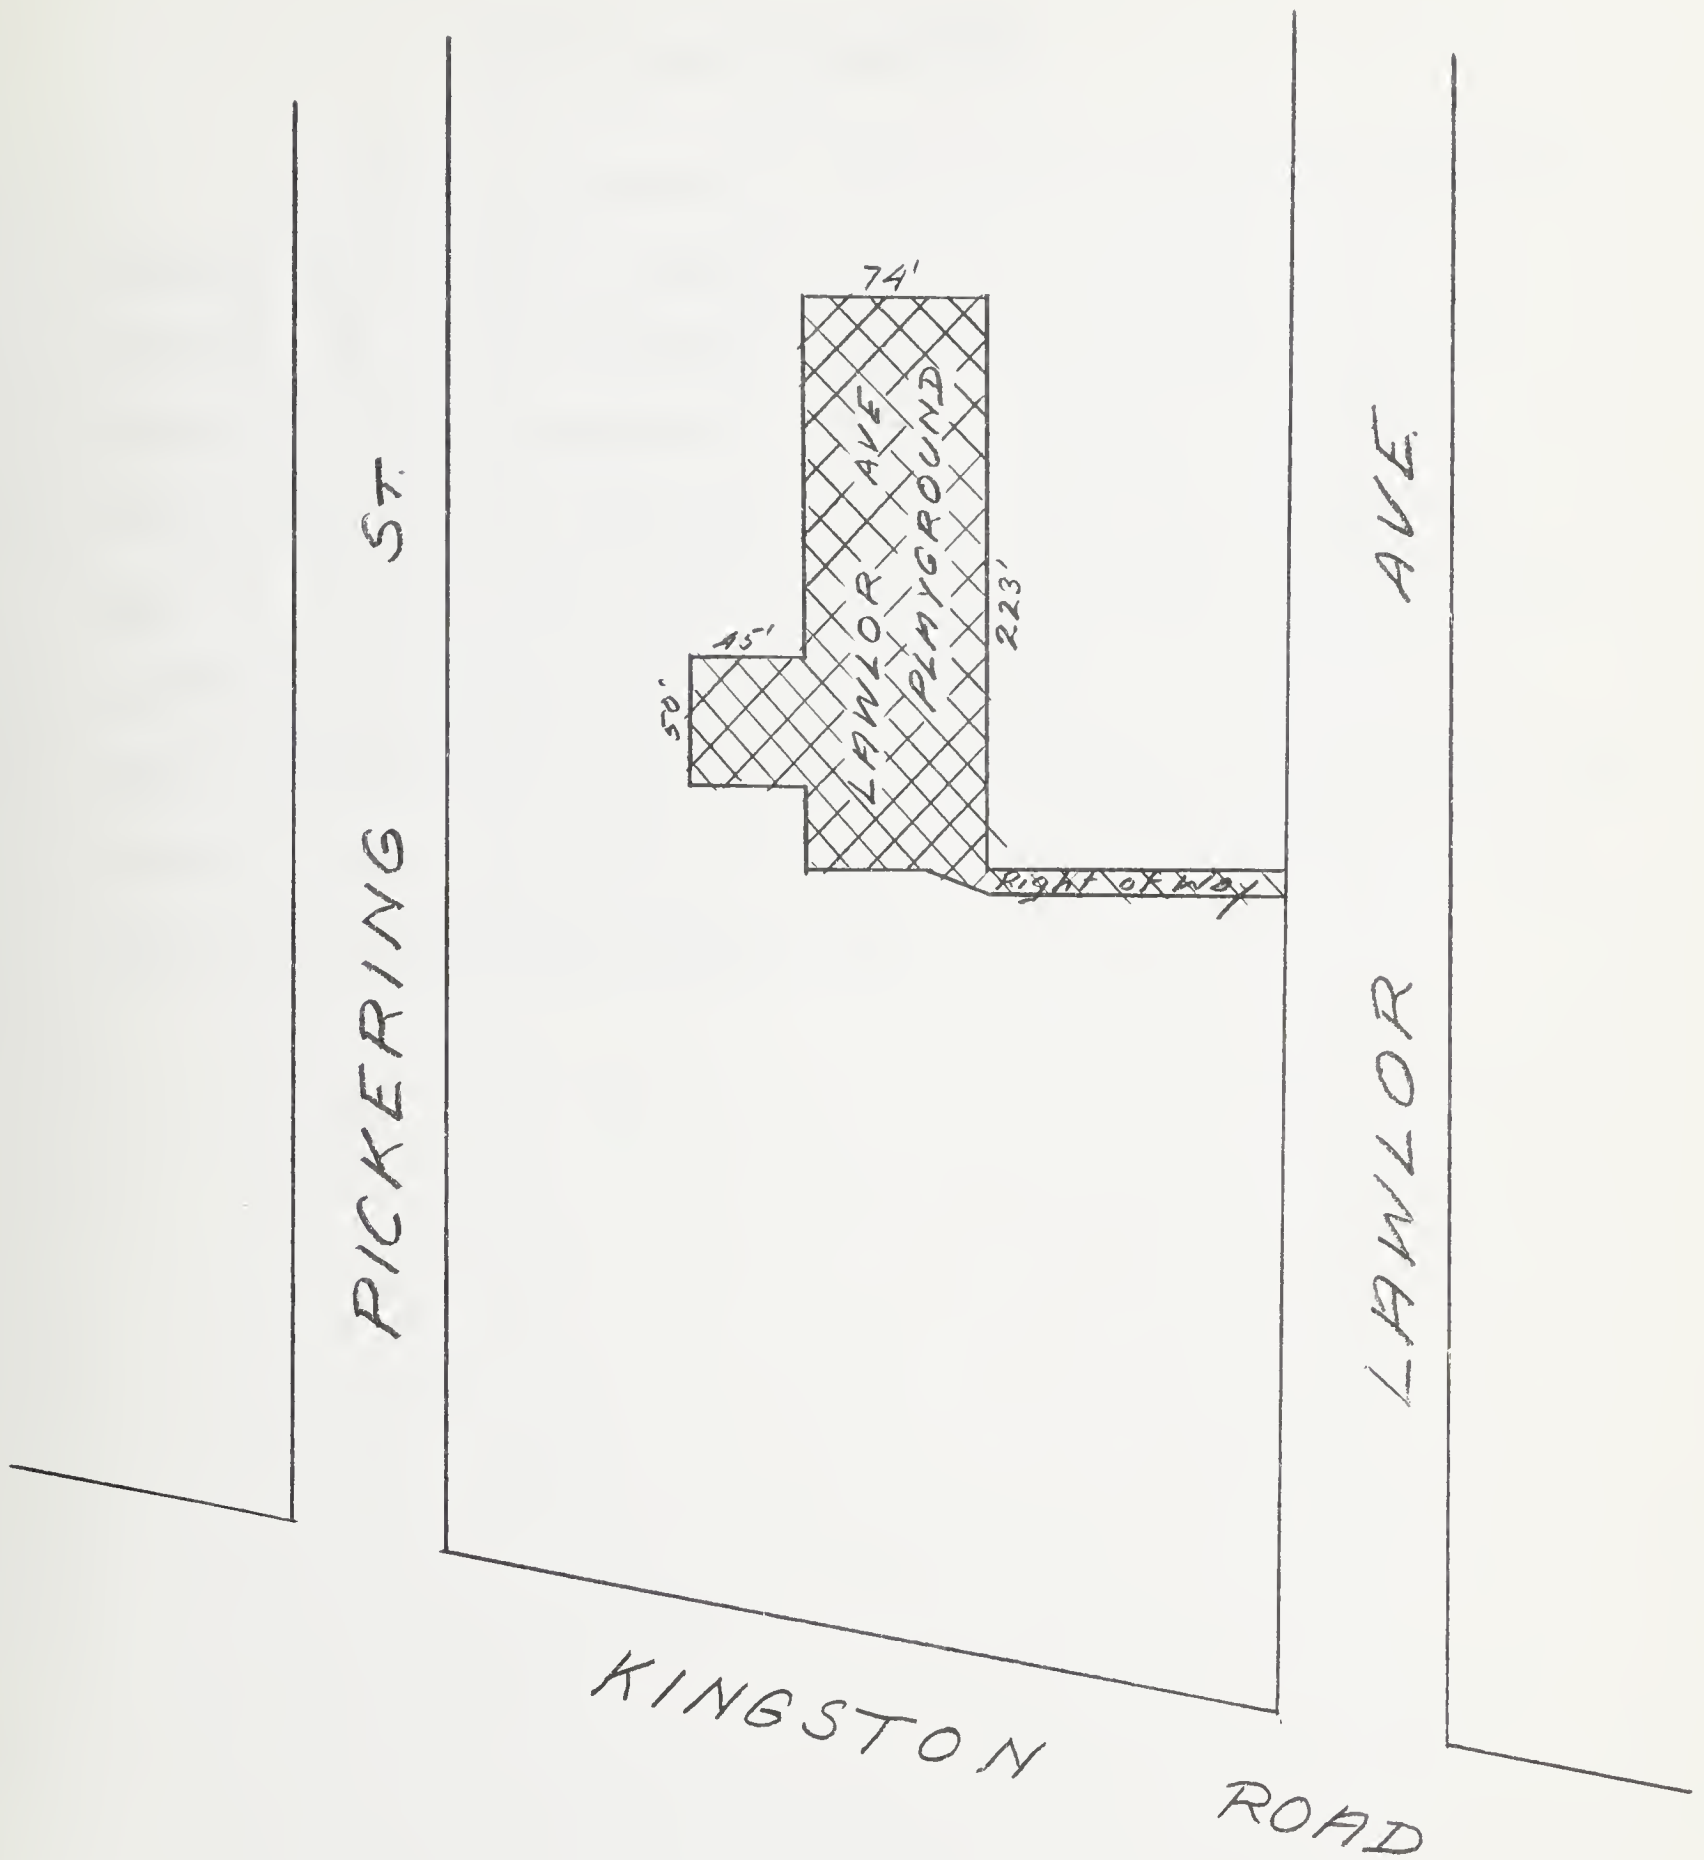 74'
LAWLOR AVE
PLAYGROUND
223'
45'
50'
Right of Way
PICKERING ST.
LAWLOR AVE.
KINGSTON ROAD